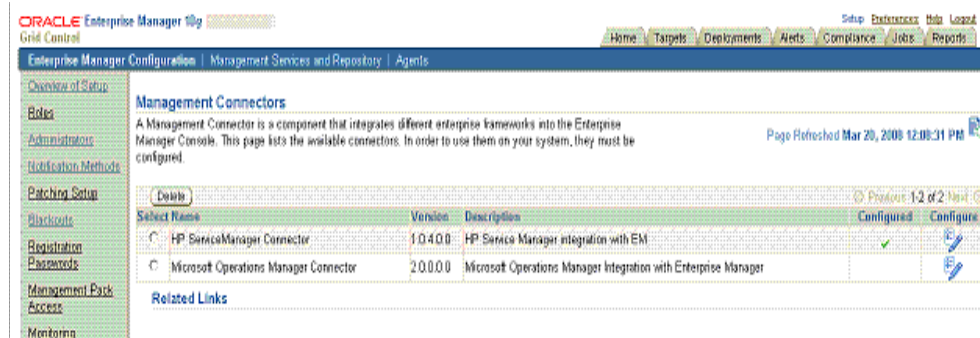 ORACLE Enterprise Manager 10g
Grid Control
Setup Preferences Help Logout
Home Targets Deployments Alerts Compliance Jobs Reports
Enterprise Manager Configuration | Management Services and Repository | Agents
Overview of Setup
Roles
Administrators
Notification Methods
Patching Setup
Blackouts
Registration
Passwords
Management Pack
Access
Monitoring
Management Connectors
A Management Connector is a component that integrates different enterprise frameworks into the Enterprise
Manager Console. This page lists the available connectors. In order to use them on your system, they must be
configured.
Page Refreshed Mar 20, 2008 12:08:31 PM
Delete
Previous 1-2 of 2 Next
Select Name Version Description Configured Configure
HP ServiceManager Connector 1.0.4.0.0 HP Service Manager integration with EM
Microsoft Operations Manager Connector 2.0.0.0.0 Microsoft Operations Manager Integration with Enterprise Manager
Related Links